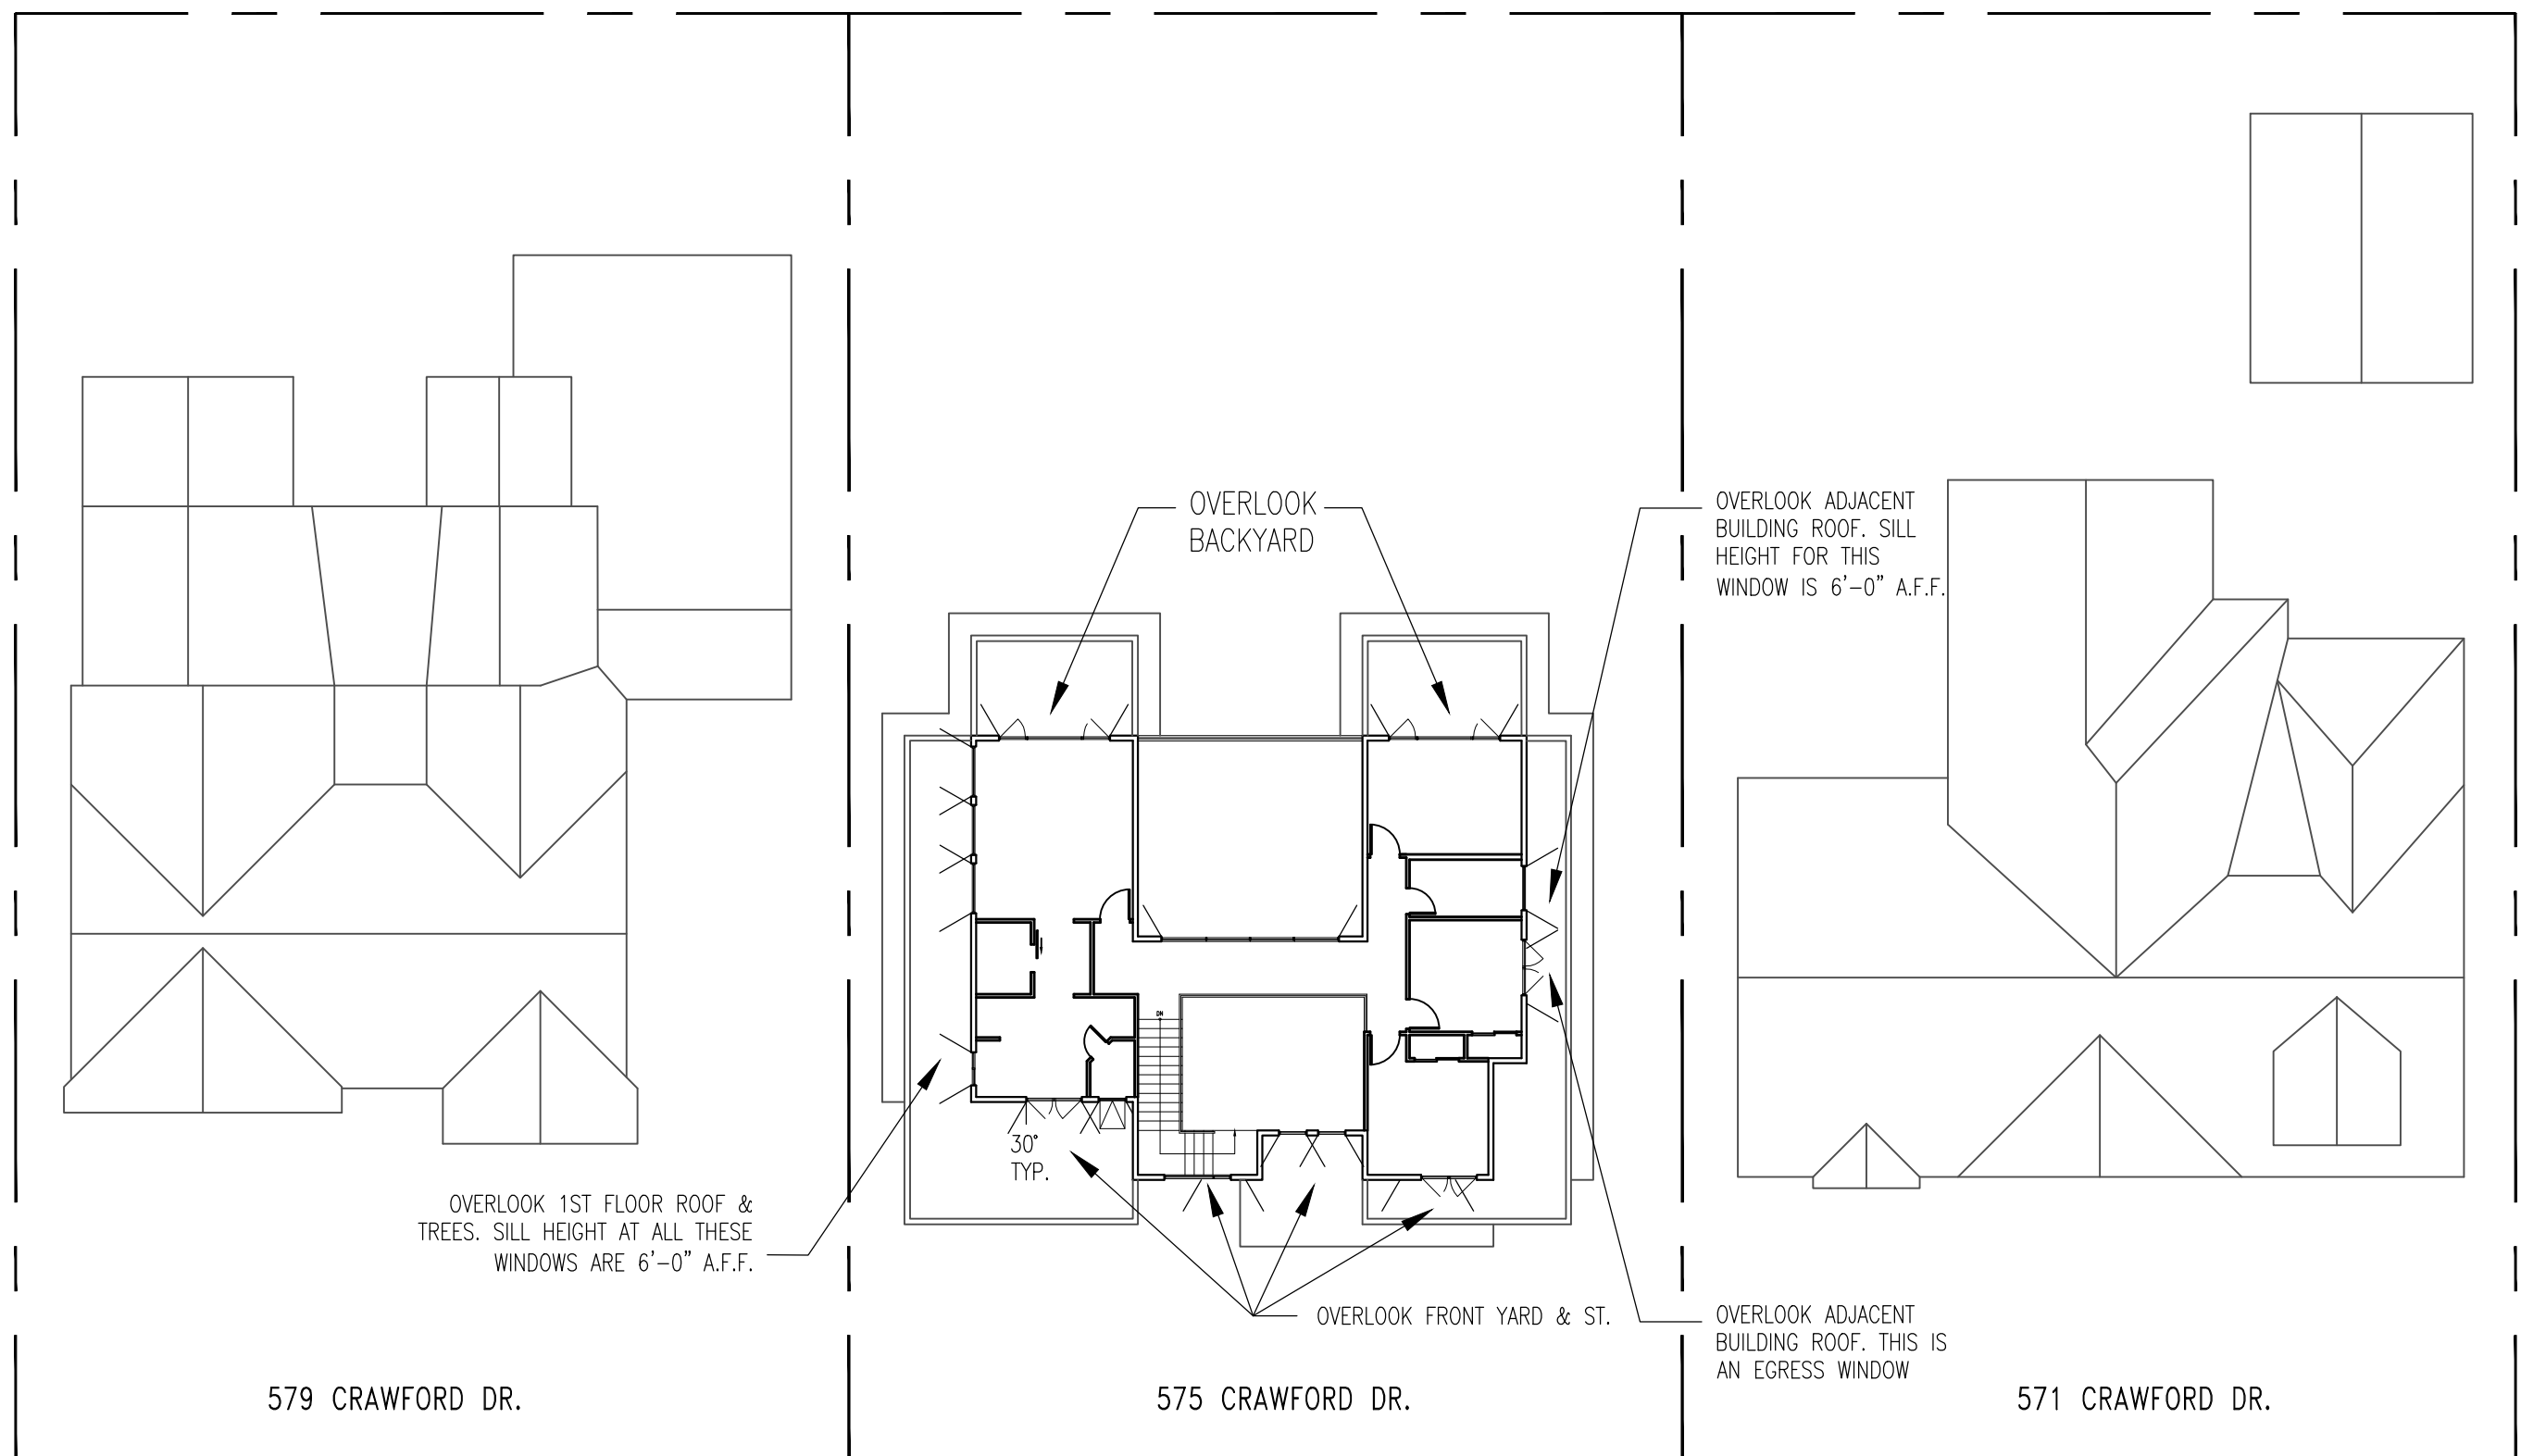 OVERLOOK
BACKYARD
OVERLOOK ADJACENT
BUILDING ROOF. SILL
HEIGHT FOR THIS
WINDOW IS 6'-0" A.F.F.
DN
30°
TYP.
OVERLOOK 1ST FLOOR ROOF &
TREES. SILL HEIGHT AT ALL THESE
WINDOWS ARE 6'-0" A.F.F.
OVERLOOK FRONT YARD & ST.
OVERLOOK ADJACENT
BUILDING ROOF. THIS IS
AN EGRESS WINDOW
579 CRAWFORD DR.
575 CRAWFORD DR.
571 CRAWFORD DR.